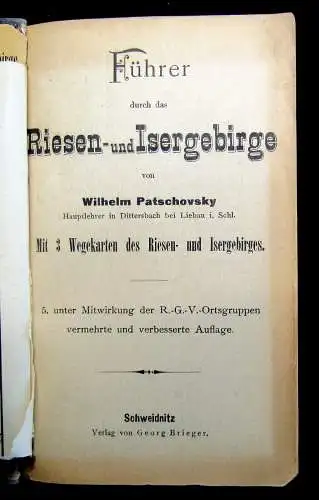 Führer
durch das
Riesen- und Isergebirge
von
Wilhelm Patschovsky
Hauptlehrer in Dittersbach bei Liebau i. Schl.
Mit 3 Wegekarten des Riesen- und Isergebirges.
5. unter Mitwirkung der R.-G.-V.-Ortsgruppen
vermehrte und verbesserte Auflage.
Schweidnitz
Verlag von Georg Brieger.